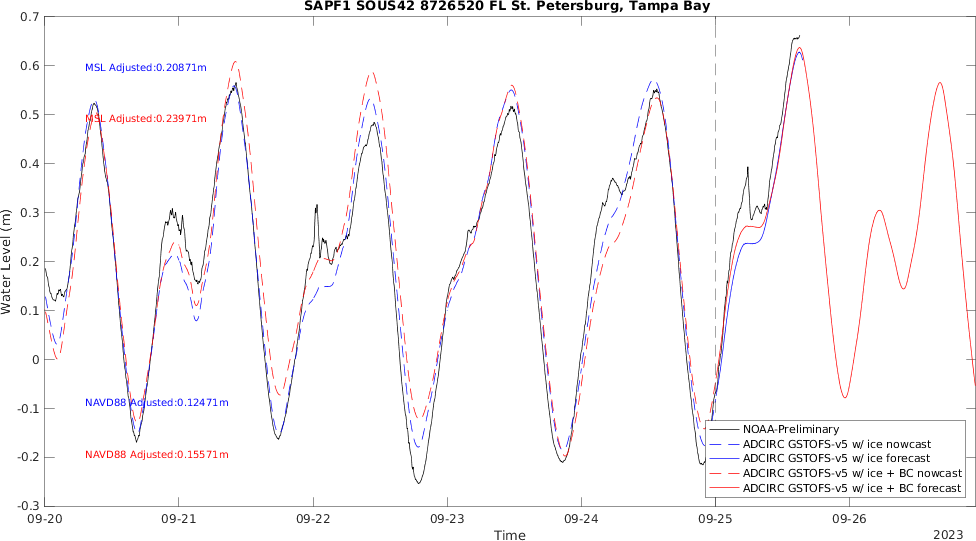 SAPF1 SOUS42 8726520 FL St. Petersburg, Tampa Bay
0.7
0.6
0.5
0.4
0.3
0.2
0.1
0
-0.1
-0.2
-0.3
Water Level (m)
MSL Adjusted:0.20871m
MSL Adjusted:0.23971m
NAVD88 Adjusted:0.12471m
NAVD88 Adjusted:0.15571m
NOAA-Preliminary
ADCIRC GSTOFS-v5 w/ ice nowcast
ADCIRC GSTOFS-v5 w/ ice forecast
ADCIRC GSTOFS-v5 w/ ice + BC nowcast
ADCIRC GSTOFS-v5 w/ ice + BC forecast
09-20 09-21 09-22 09-23 09-24 09-25 09-26
Time
2023